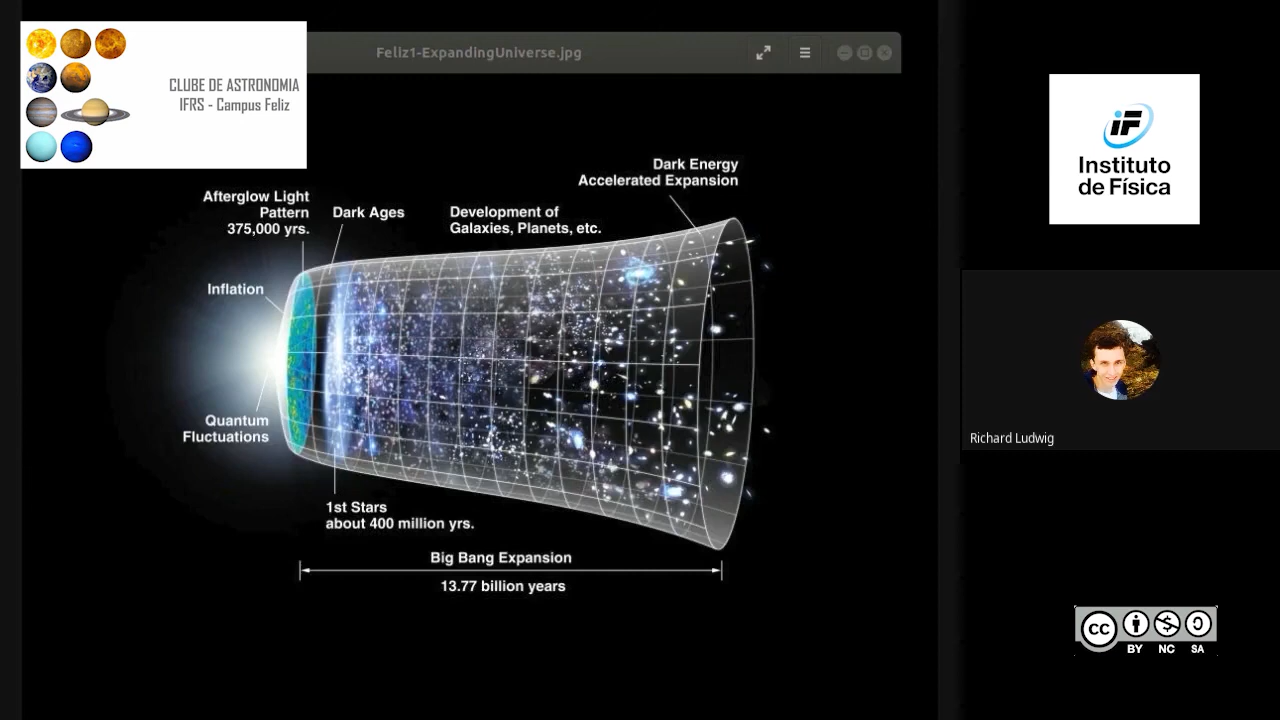 CLUBE DE ASTRONOMIA
IFRS - Campus Feliz
Feliz1-ExpandingUniverse.jpg
Dark Energy
Accelerated Expansion
Afterglow Light
Pattern
375,000 yrs.
Dark Ages
Development of
Galaxies, Planets, etc.
Inflation
Quantum
Fluctuations
1st Stars
about 400 million yrs.
Big Bang Expansion
13.77 billion years
iF
Instituto
de Física
Richard Ludwig
cc
BY NC SA